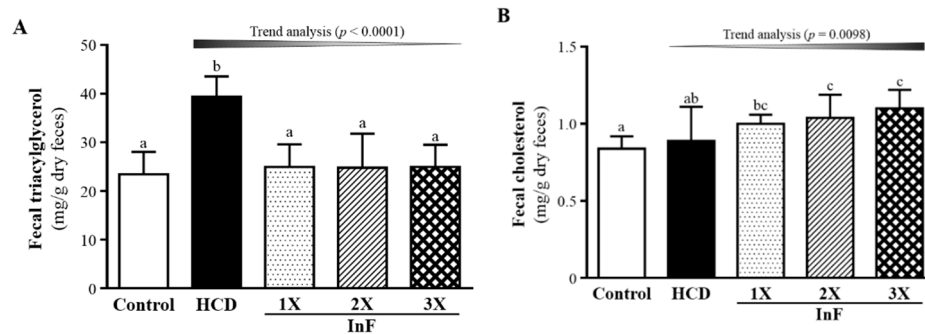 A
Trend analysis (p < 0.0001)
Fecal triacylglycerol
(mg/g dry feces)
50
40
30
20
10
0
a
b
a
a
a
Control HCD 1X 2X 3X
InF
B
Trend analysis (p = 0.0098)
Fecal cholesterol
(mg/g dry feces)
1.5
1.0
0.5
0
a
ab
bc
c
c
Control HCD 1X 2X 3X
InF